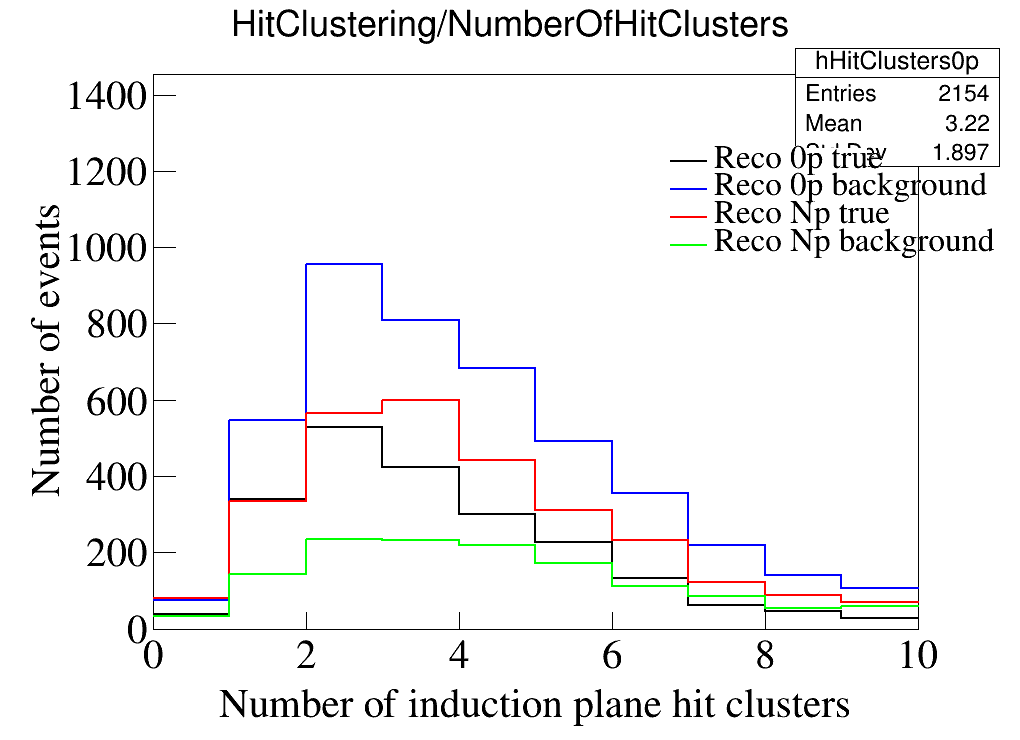 HitClustering/NumberOfHitClusters
hHitClusters0p
Entries 2154
Mean 3.22
Dev 1.897
Reco 0p true
Reco 0p background
Reco Np true
Reco Np background
1400
1200
1000
800
600
400
200
0
Number of events
0 2 4 6 8 10
Number of induction plane hit clusters